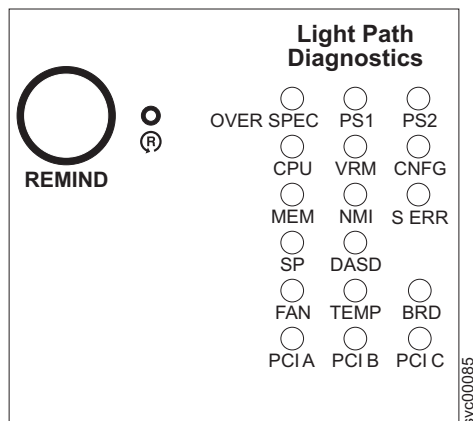 Light Path
Diagnostics
OVER SPEC PS1 PS2
R
REMIND
CPU VRM CNFG
MEM NMI S ERR
SP DASD
FAN TEMP BRD
PCI A PCI B PCI C
svc00085